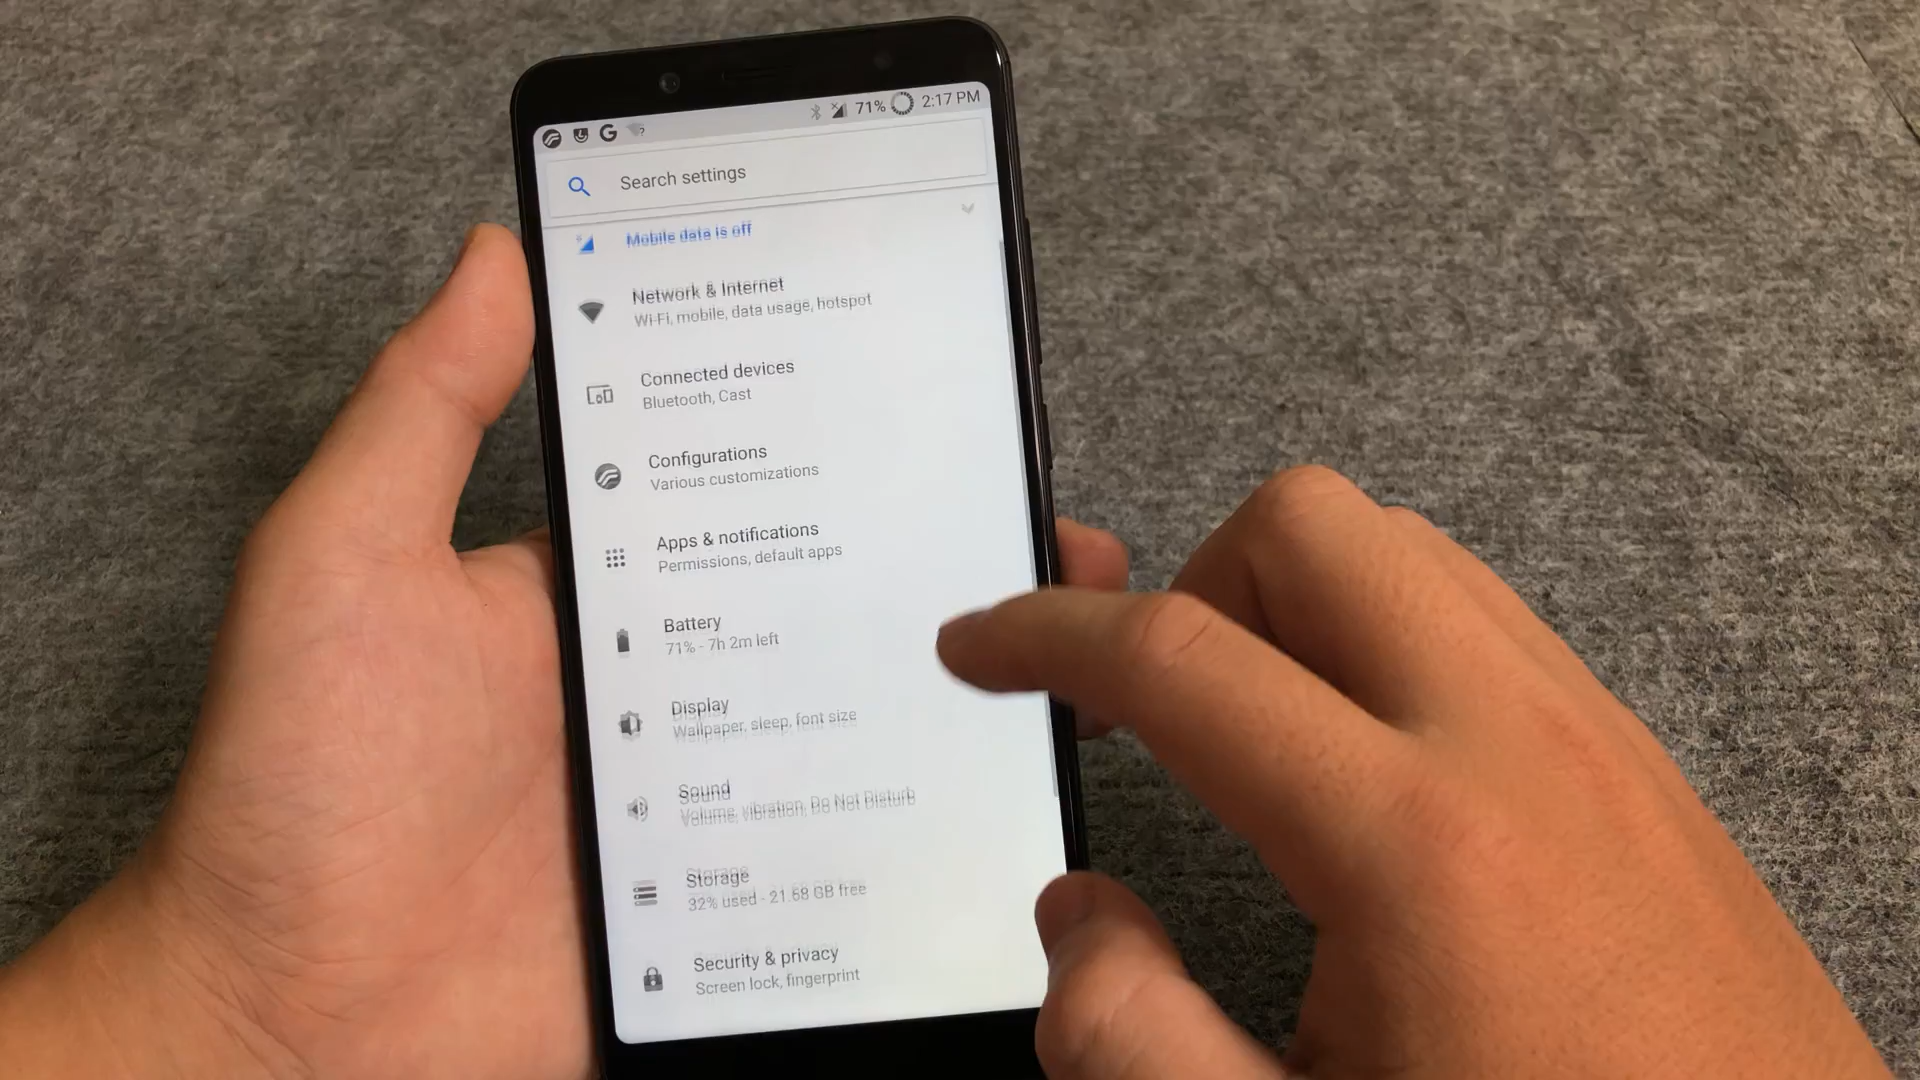 71% 2:17 PM
Search settings
Mobile data is off
Network & Internet
Wi-Fi, mobile, data usage, hotspot
Connected devices
Bluetooth, Cast
Configurations
Various customizations
Apps & notifications
Permissions, default apps
Battery
71% - 7h 2m left
Display
Wallpaper, sleep, font size
Sound
Volume, vibration, Do Not Disturb
Storage
32% used - 21.68 GB free
Security & privacy
Screen lock, fingerprint